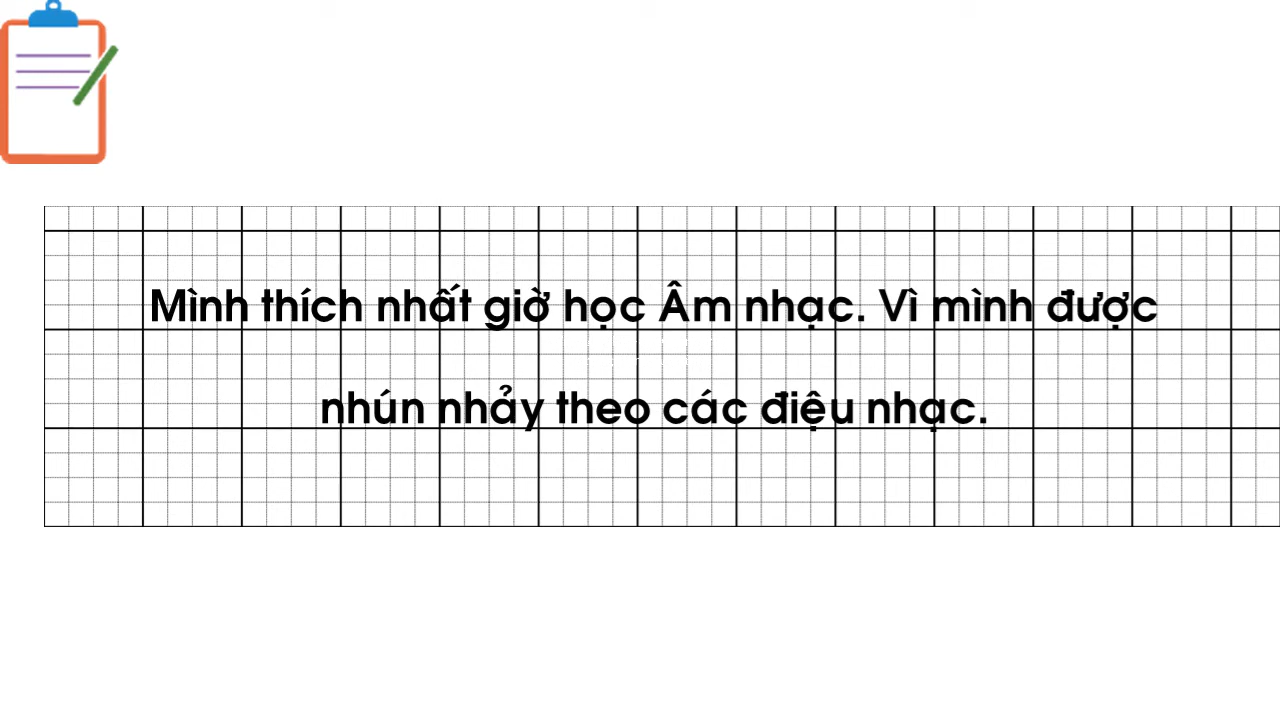 Mình thích nhất giờ học Âm nhạc. Vì mình được
nhún nhảy theo các điệu nhạc.